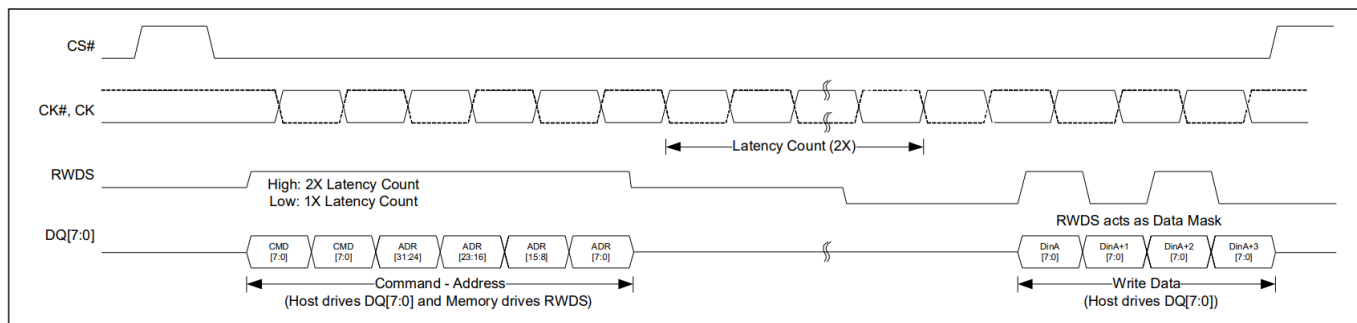 CS#
CK#, CK
Latency Count (2X)
RWDS
High: 2X Latency Count
Low: 1X Latency Count
RWDS acts as Data Mask
DQ[7:0]
CMD [7:0]
CMD [7:0]
ADR [31:24]
ADR [23:16]
ADR [15:8]
ADR [7:0]
DinA [7:0]
DinA+1 [7:0]
DinA+2 [7:0]
DinA+3 [7:0]
Command - Address
(Host drives DQ[7:0] and Memory drives RWDS)
Write Data
(Host drives DQ[7:0])